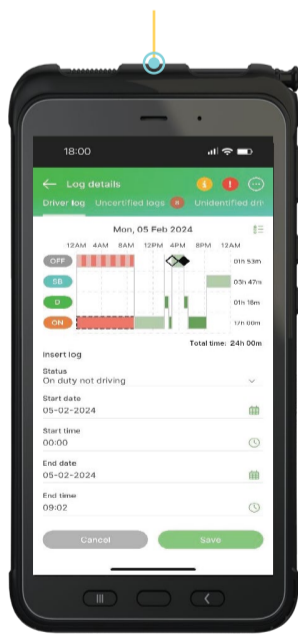 18:00
Log details
Driver log Uncertified logs 8 Unidentified dri
Mon, 05 Feb 2024
12AM 4AM 8AM 12PM 4PM 8PM 12AM
OFF 01h 53m
SB 03h 47m
D 01h 18m
ON 17h 00m
Total time: 24h 00m
Insert log
Status
On duty not driving
Start date
05-02-2024
Start time
00:00
End date
05-02-2024
End time
09:02
Cancel Save